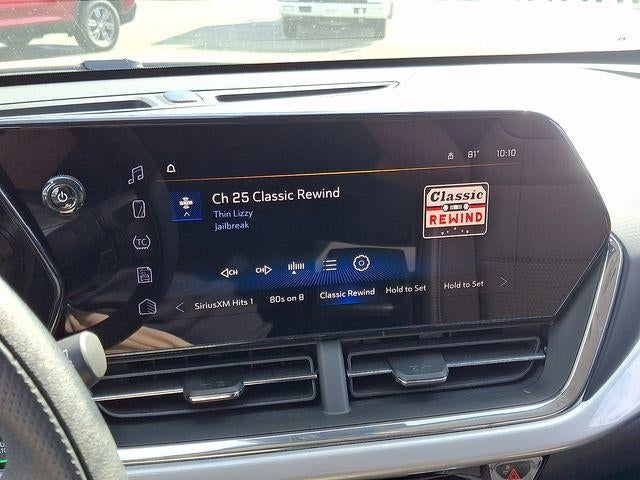 81° 10:10
Ch 25 Classic Rewind
Thin Lizzy
Jailbreak
Classic
REWIND
TC
CH CH
SiriusXM Hits 1 80s on 8 Classic Rewind Hold to Set Hold to Set